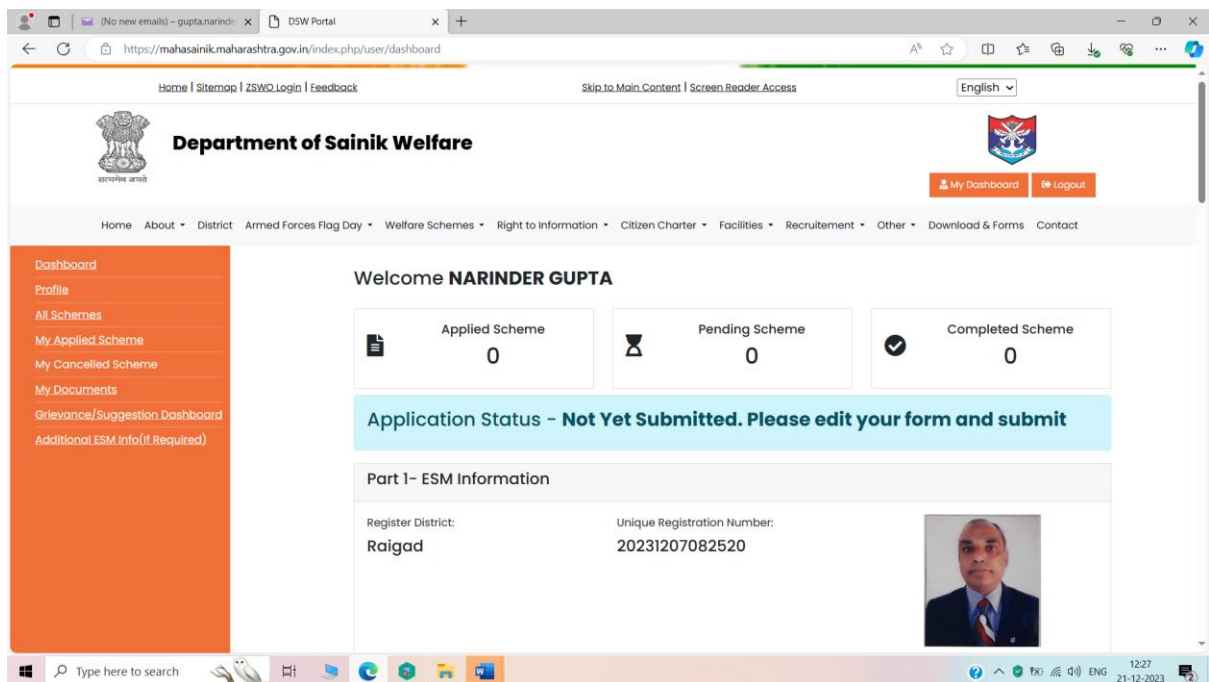 (No new emails) – gupta.narinde
DSW Portal
https://mahasainik.maharashtra.gov.in/index.php/user/dashboard
Home | Sitemap | ZSWO Login | Feedback
Skip to Main Content | Screen Reader Access
English
सत्यमेव जयते
Department of Sainik Welfare
My Dashboard
Logout
Home About District Armed Forces Flag Day Welfare Schemes Right to Information Citizen Charter Facilities Recruitement Other Download & Forms Contact
Dashboard
Profile
All Schemes
My Applied Scheme
My Cancelled Scheme
My Documents
Grievance/Suggestion Dashboard
Additional ESM Info(If Required)
Welcome NARINDER GUPTA
Applied Scheme
0
Pending Scheme
0
Completed Scheme
0
Application Status - Not Yet Submitted. Please edit your form and submit
Part 1- ESM Information
Register District:
Raigad
Unique Registration Number:
20231207082520
Type here to search
ENG
12:27
21-12-2023
2